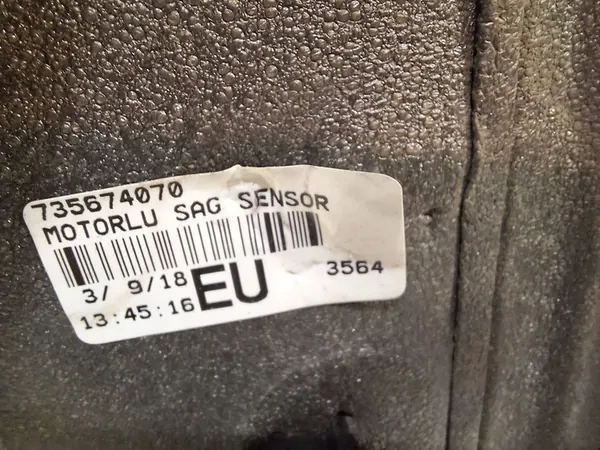 735674070
MOTORLU SAG SENSOR
3/ 9/18 EU 3564
13:45:16